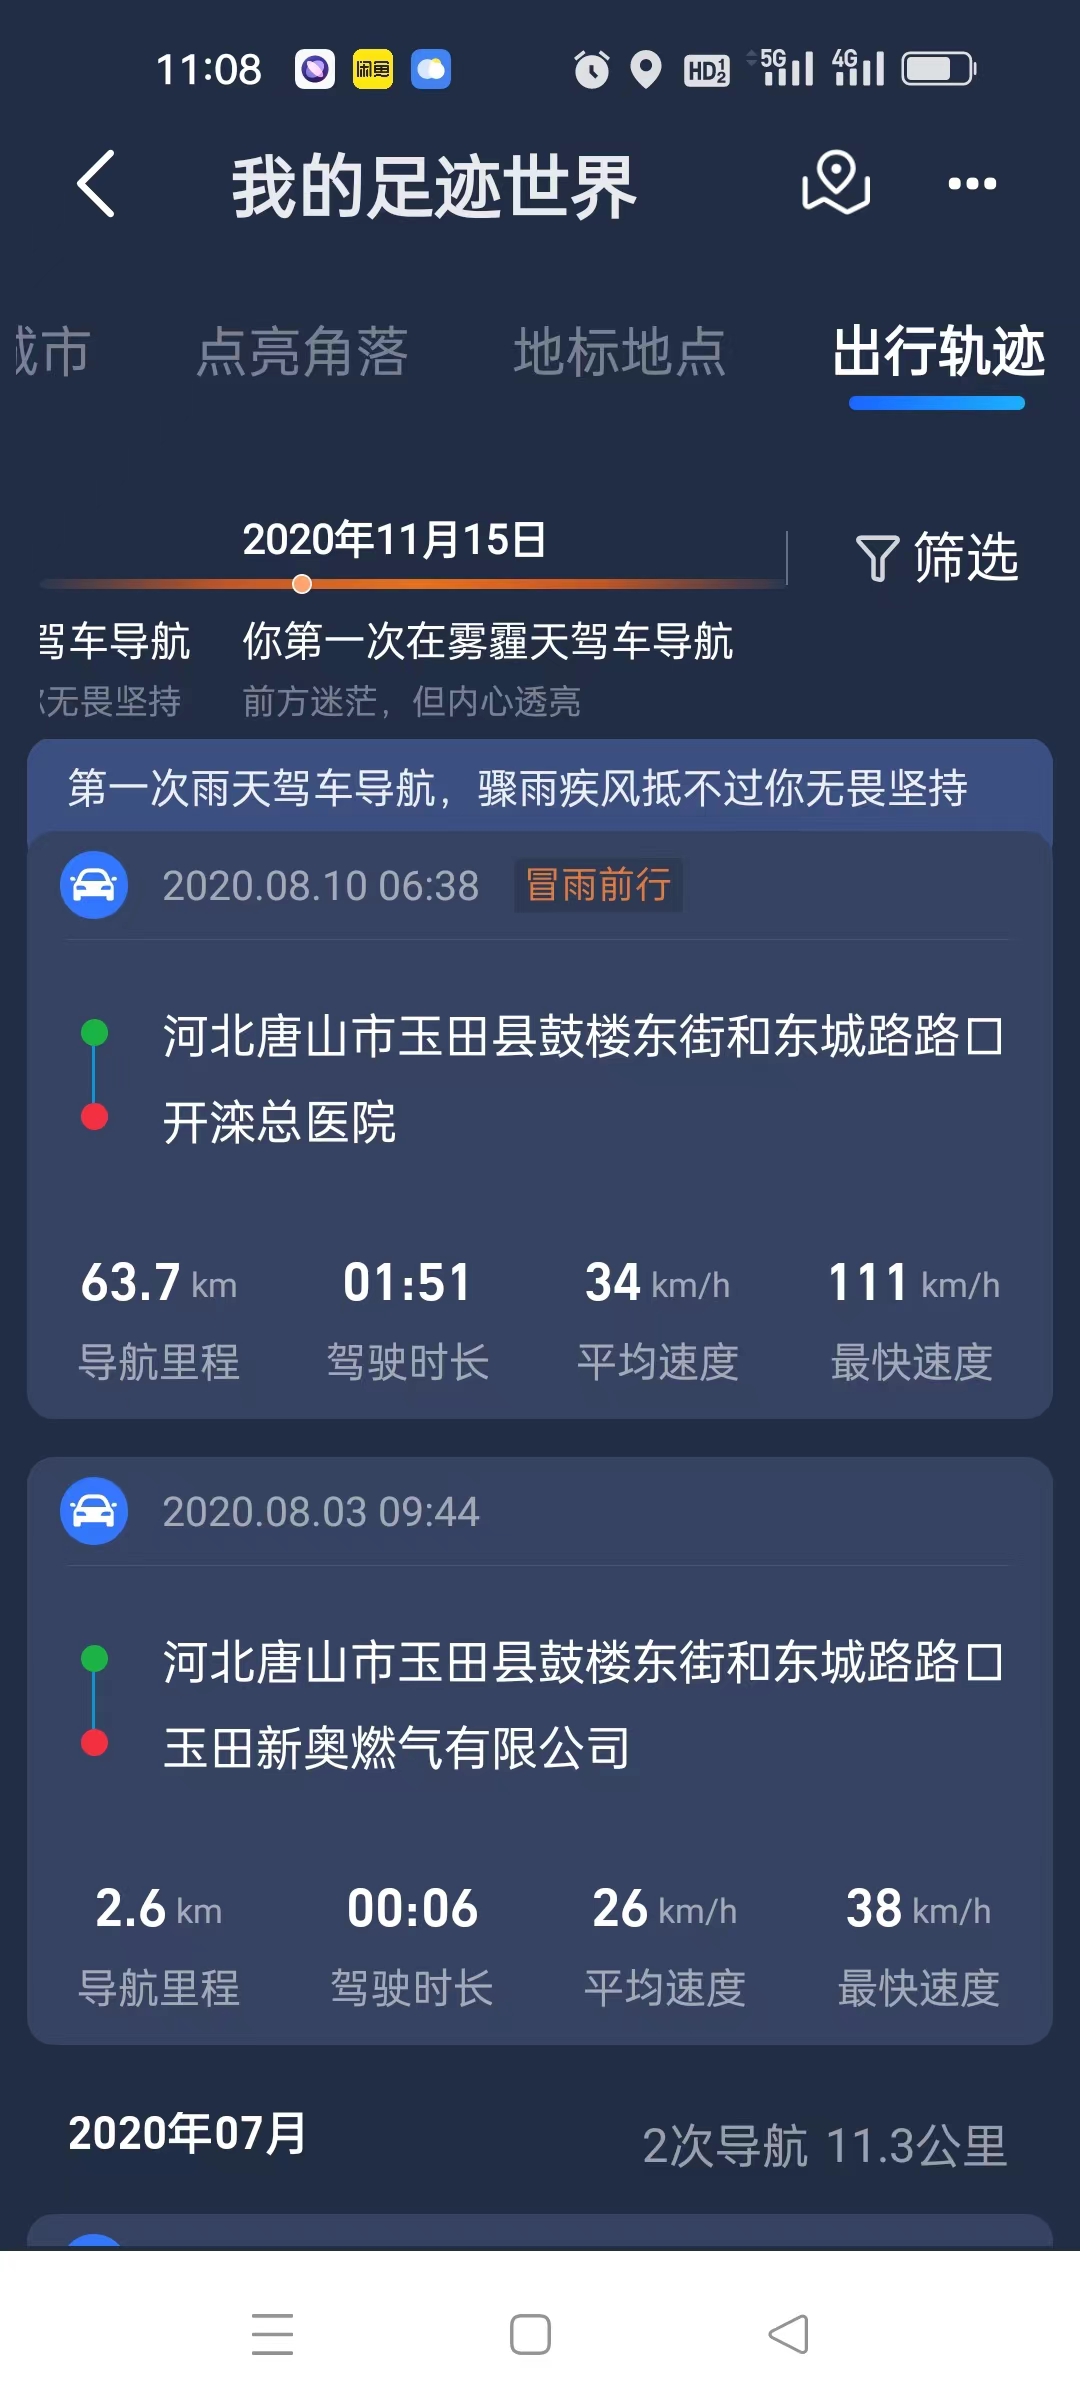 11:08 闲鱼 HD 1 2 5G 4G
我的足迹世界
城市 点亮角落 地标地点 出行轨迹
2020年11月15日
筛选
驾车导航 你第一次在雾霾天驾车导航
无畏坚持 前方迷茫，但内心透亮
第一次雨天驾车导航，骤雨疾风抵不过你无畏坚持
2020.08.10 06:38 冒雨前行
河北唐山市玉田县鼓楼东街和东城路路口
开滦总医院
63.7 km 01:51 34 km/h 111 km/h
导航里程 驾驶时长 平均速度 最快速度
2020.08.03 09:44
河北唐山市玉田县鼓楼东街和东城路路口
玉田新奥燃气有限公司
2.6 km 00:06 26 km/h 38 km/h
导航里程 驾驶时长 平均速度 最快速度
2020年07月 2次导航 11.3公里